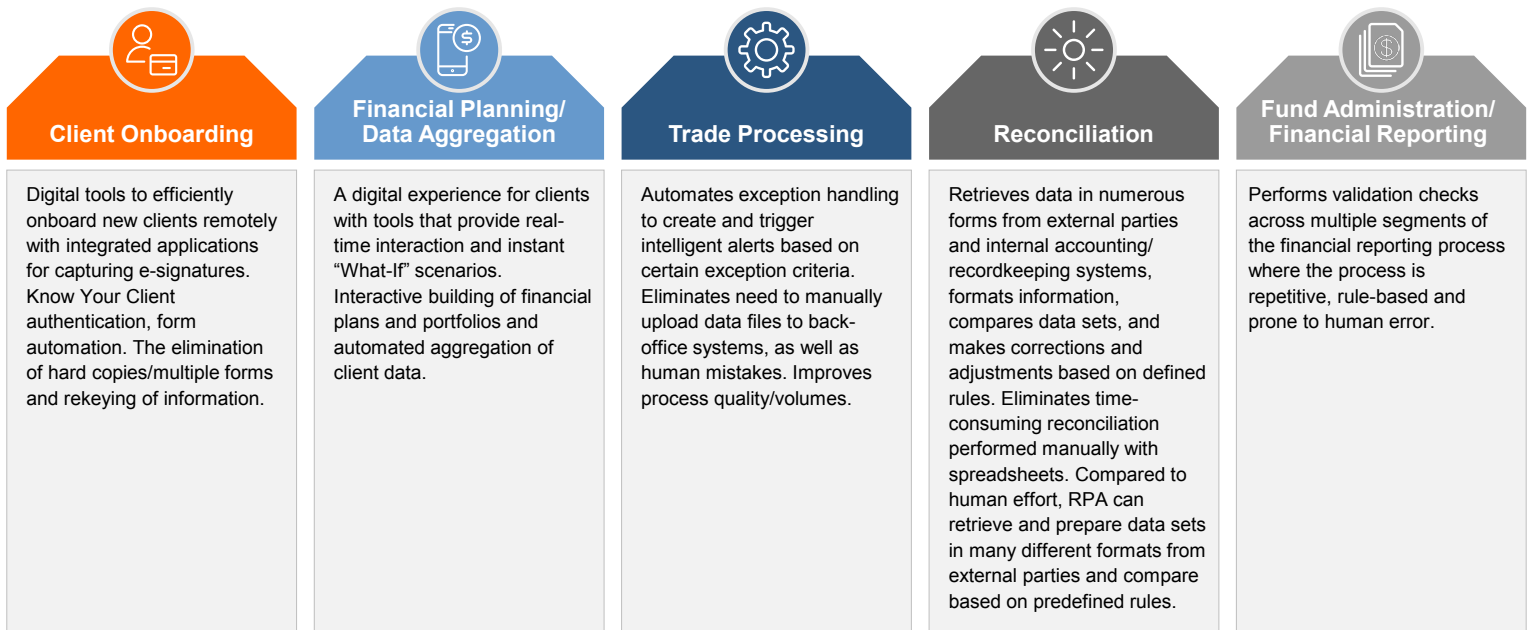 Client Onboarding
Digital tools to efficiently
onboard new clients remotely
with integrated applications
for capturing e-signatures.
Know Your Client
authentication, form
automation. The elimination
of hard copies/multiple forms
and rekeying of information.
Financial Planning/
Data Aggregation
A digital experience for clients
with tools that provide real-
time interaction and instant
“What-If” scenarios.
Interactive building of financial
plans and portfolios and
automated aggregation of
client data.
Trade Processing
Automates exception handling
to create and trigger
intelligent alerts based on
certain exception criteria.
Eliminates need to manually
upload data files to back-
office systems, as well as
human mistakes. Improves
process quality/volumes.
Reconciliation
Retrieves data in numerous
forms from external parties
and internal accounting/
recordkeeping systems,
formats information,
compares data sets, and
makes corrections and
adjustments based on defined
rules. Eliminates time-
consuming reconciliation
performed manually with
spreadsheets. Compared to
human effort, RPA can
retrieve and prepare data sets
in many different formats from
external parties and compare
based on predefined rules.
Fund Administration/
Financial Reporting
Performs validation checks
across multiple segments of
the financial reporting process
where the process is
repetitive, rule-based and
prone to human error.